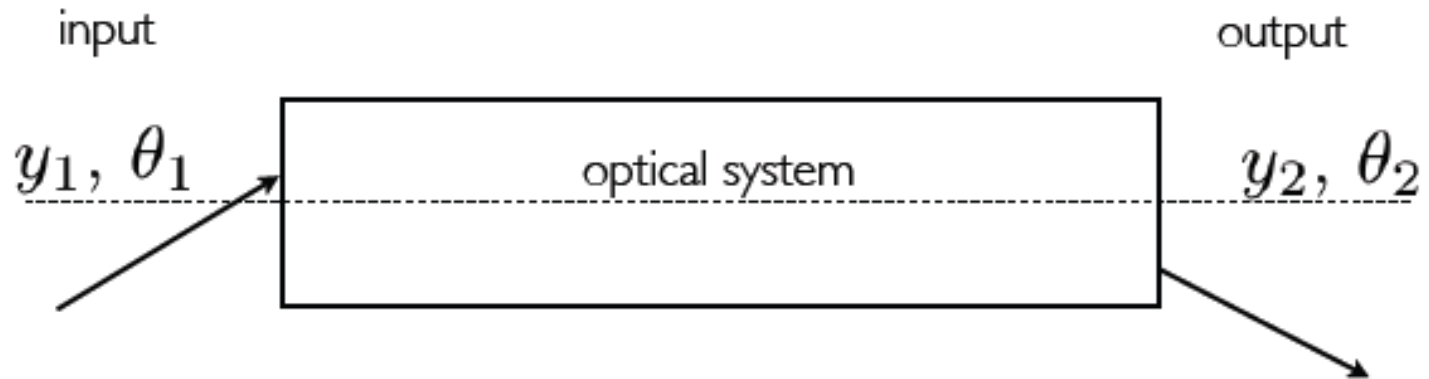 input
output
y₁, θ₁
optical system
y₂, θ₂